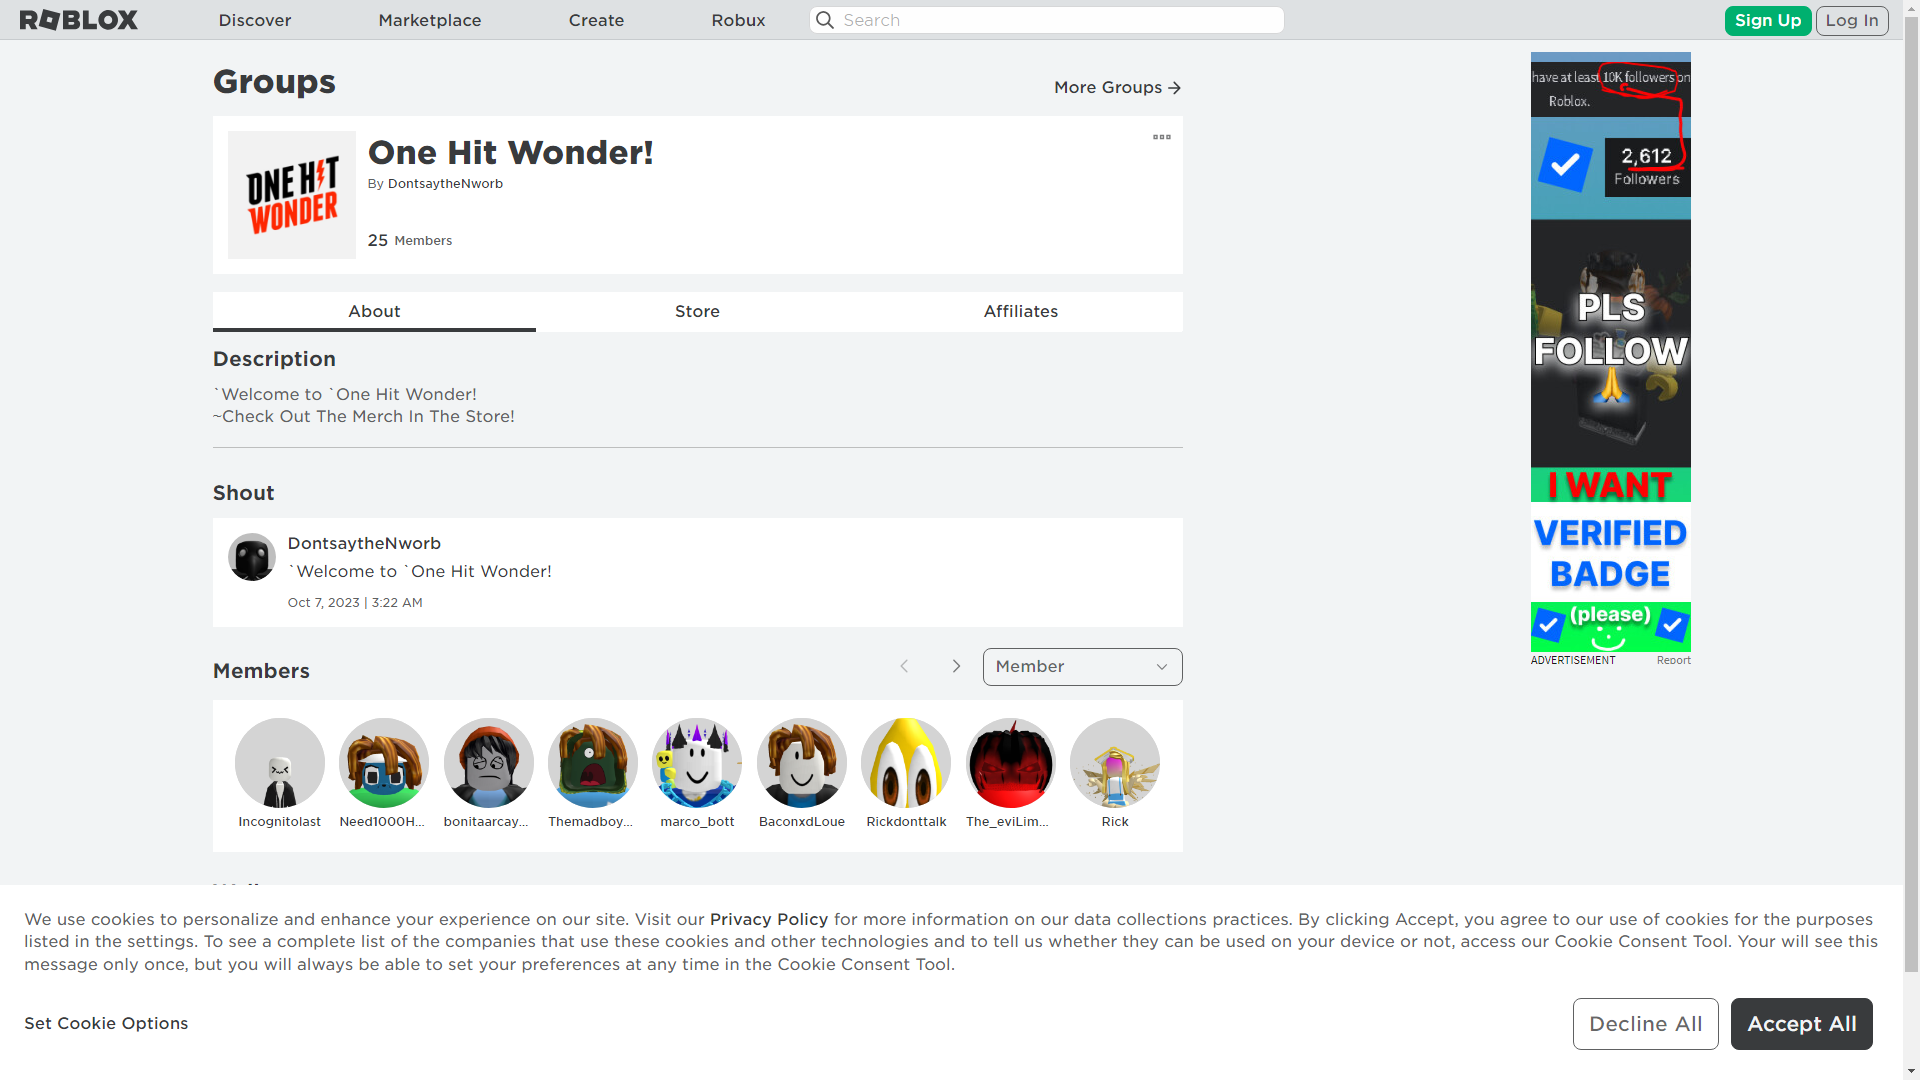 ROBLOX
Discover
Marketplace
Create
Robux
Search
Sign Up
Log In
Groups
More Groups
ONE HIT
WONDER
One Hit Wonder!
By DontsaytheNworb
25 Members
About
Store
Affiliates
Description
`Welcome to `One Hit Wonder!
~Check Out The Merch In The Store!
Shout
DontsaytheNworb
`Welcome to `One Hit Wonder!
Oct 7, 2023 | 3:22 AM
Members
Member
Incognitolast
Need1000H...
bonitaarcay...
Themadboy...
marco_bott
BaconxdLoue
Rickdonttalk
The_eviLim...
Rick
have at least 10K followers on
Roblox.
2,612
Followers
PLS
FOLLOW
I WANT
VERIFIED
BADGE
(please)
ADVERTISEMENT
Report
We use cookies to personalize and enhance your experience on our site. Visit our Privacy Policy for more information on our data collections practices. By clicking Accept, you agree to our use of cookies for the purposes
listed in the settings. To see a complete list of the companies that use these cookies and other technologies and to tell us whether they can be used on your device or not, access our Cookie Consent Tool. Your will see this
message only once, but you will always be able to set your preferences at any time in the Cookie Consent Tool.
Set Cookie Options
Decline All
Accept All